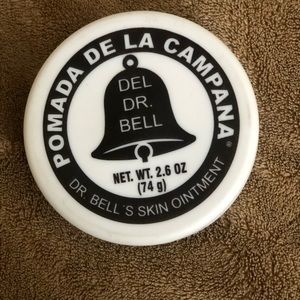 POMADA DE LA CAMPANA ®
DEL
DR.
BELL
NET. WT. 2.6 OZ
(74 g)
DR. BELL´S SKIN OINTMENT